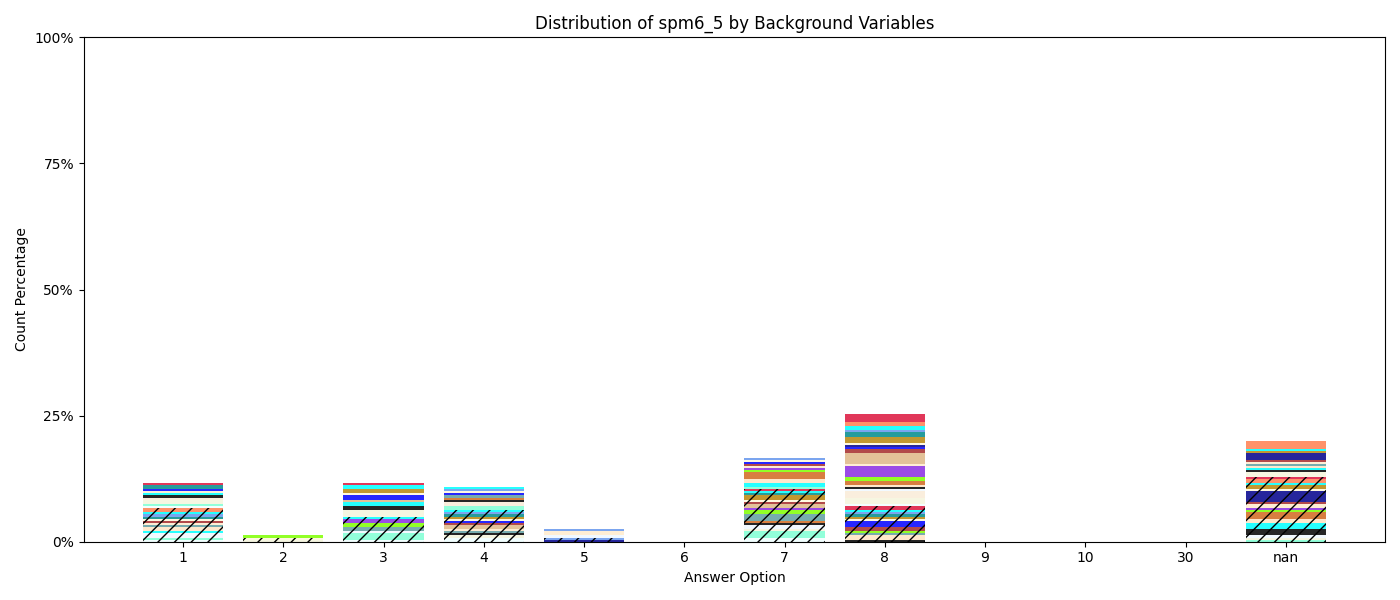 Distribution of spm6_5 by Background Variables
100%
75%
50%
25%
0%
Count Percentage
1 2 3 4 5 6 7 8 9 10 30 nan
Answer Option